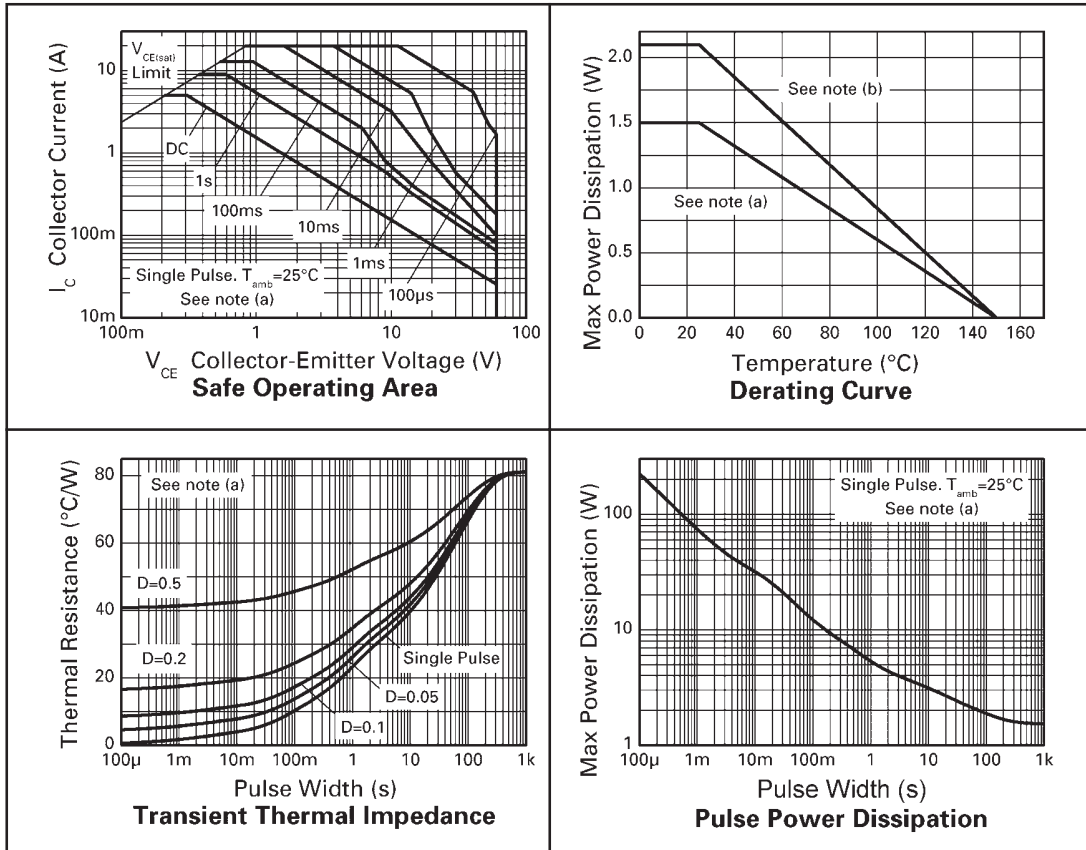 V_CE(sat)
Limit
10
1
100m
10m
I_C Collector Current (A)
DC
1s
100ms
10ms
1ms
100µs
Single Pulse. T_amb=25°C
See note (a)
100m 1 10 100
V_CE Collector-Emitter Voltage (V)
Safe Operating Area
Max Power Dissipation (W)
2.0
1.5
1.0
0.5
0.0
See note (b)
See note (a)
0 20 40 60 80 100 120 140 160
Temperature (°C)
Derating Curve
Thermal Resistance (°C/W)
80
60
40
20
0
See note (a)
D=0.5
D=0.2
Single Pulse
D=0.05
D=0.1
100µ 1m 10m 100m 1 10 100 1k
Pulse Width (s)
Transient Thermal Impedance
Max Power Dissipation (W)
100
10
1
Single Pulse. T_amb=25°C
See note (a)
100µ 1m 10m 100m 1 10 100 1k
Pulse Width (s)
Pulse Power Dissipation